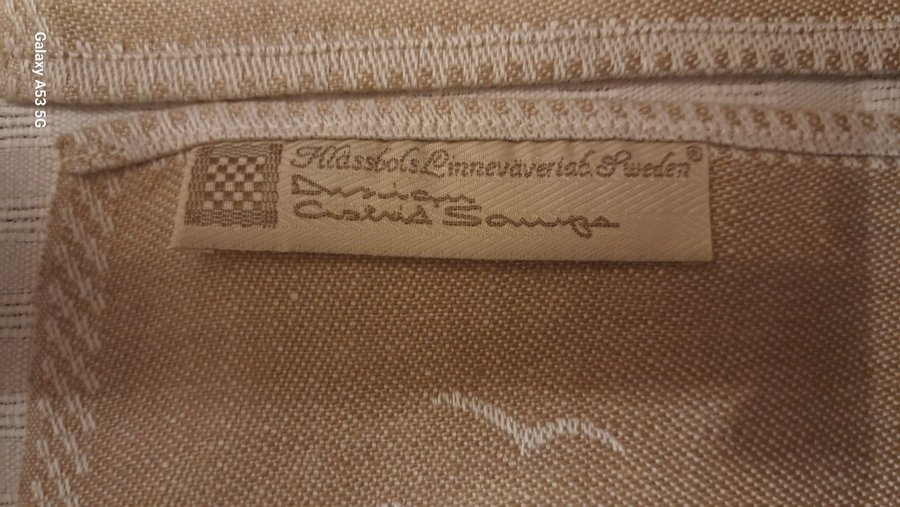 Klässbols Linneväveri ab. Sweden®
Design
Astrid Sampe
Galaxy A53 5G